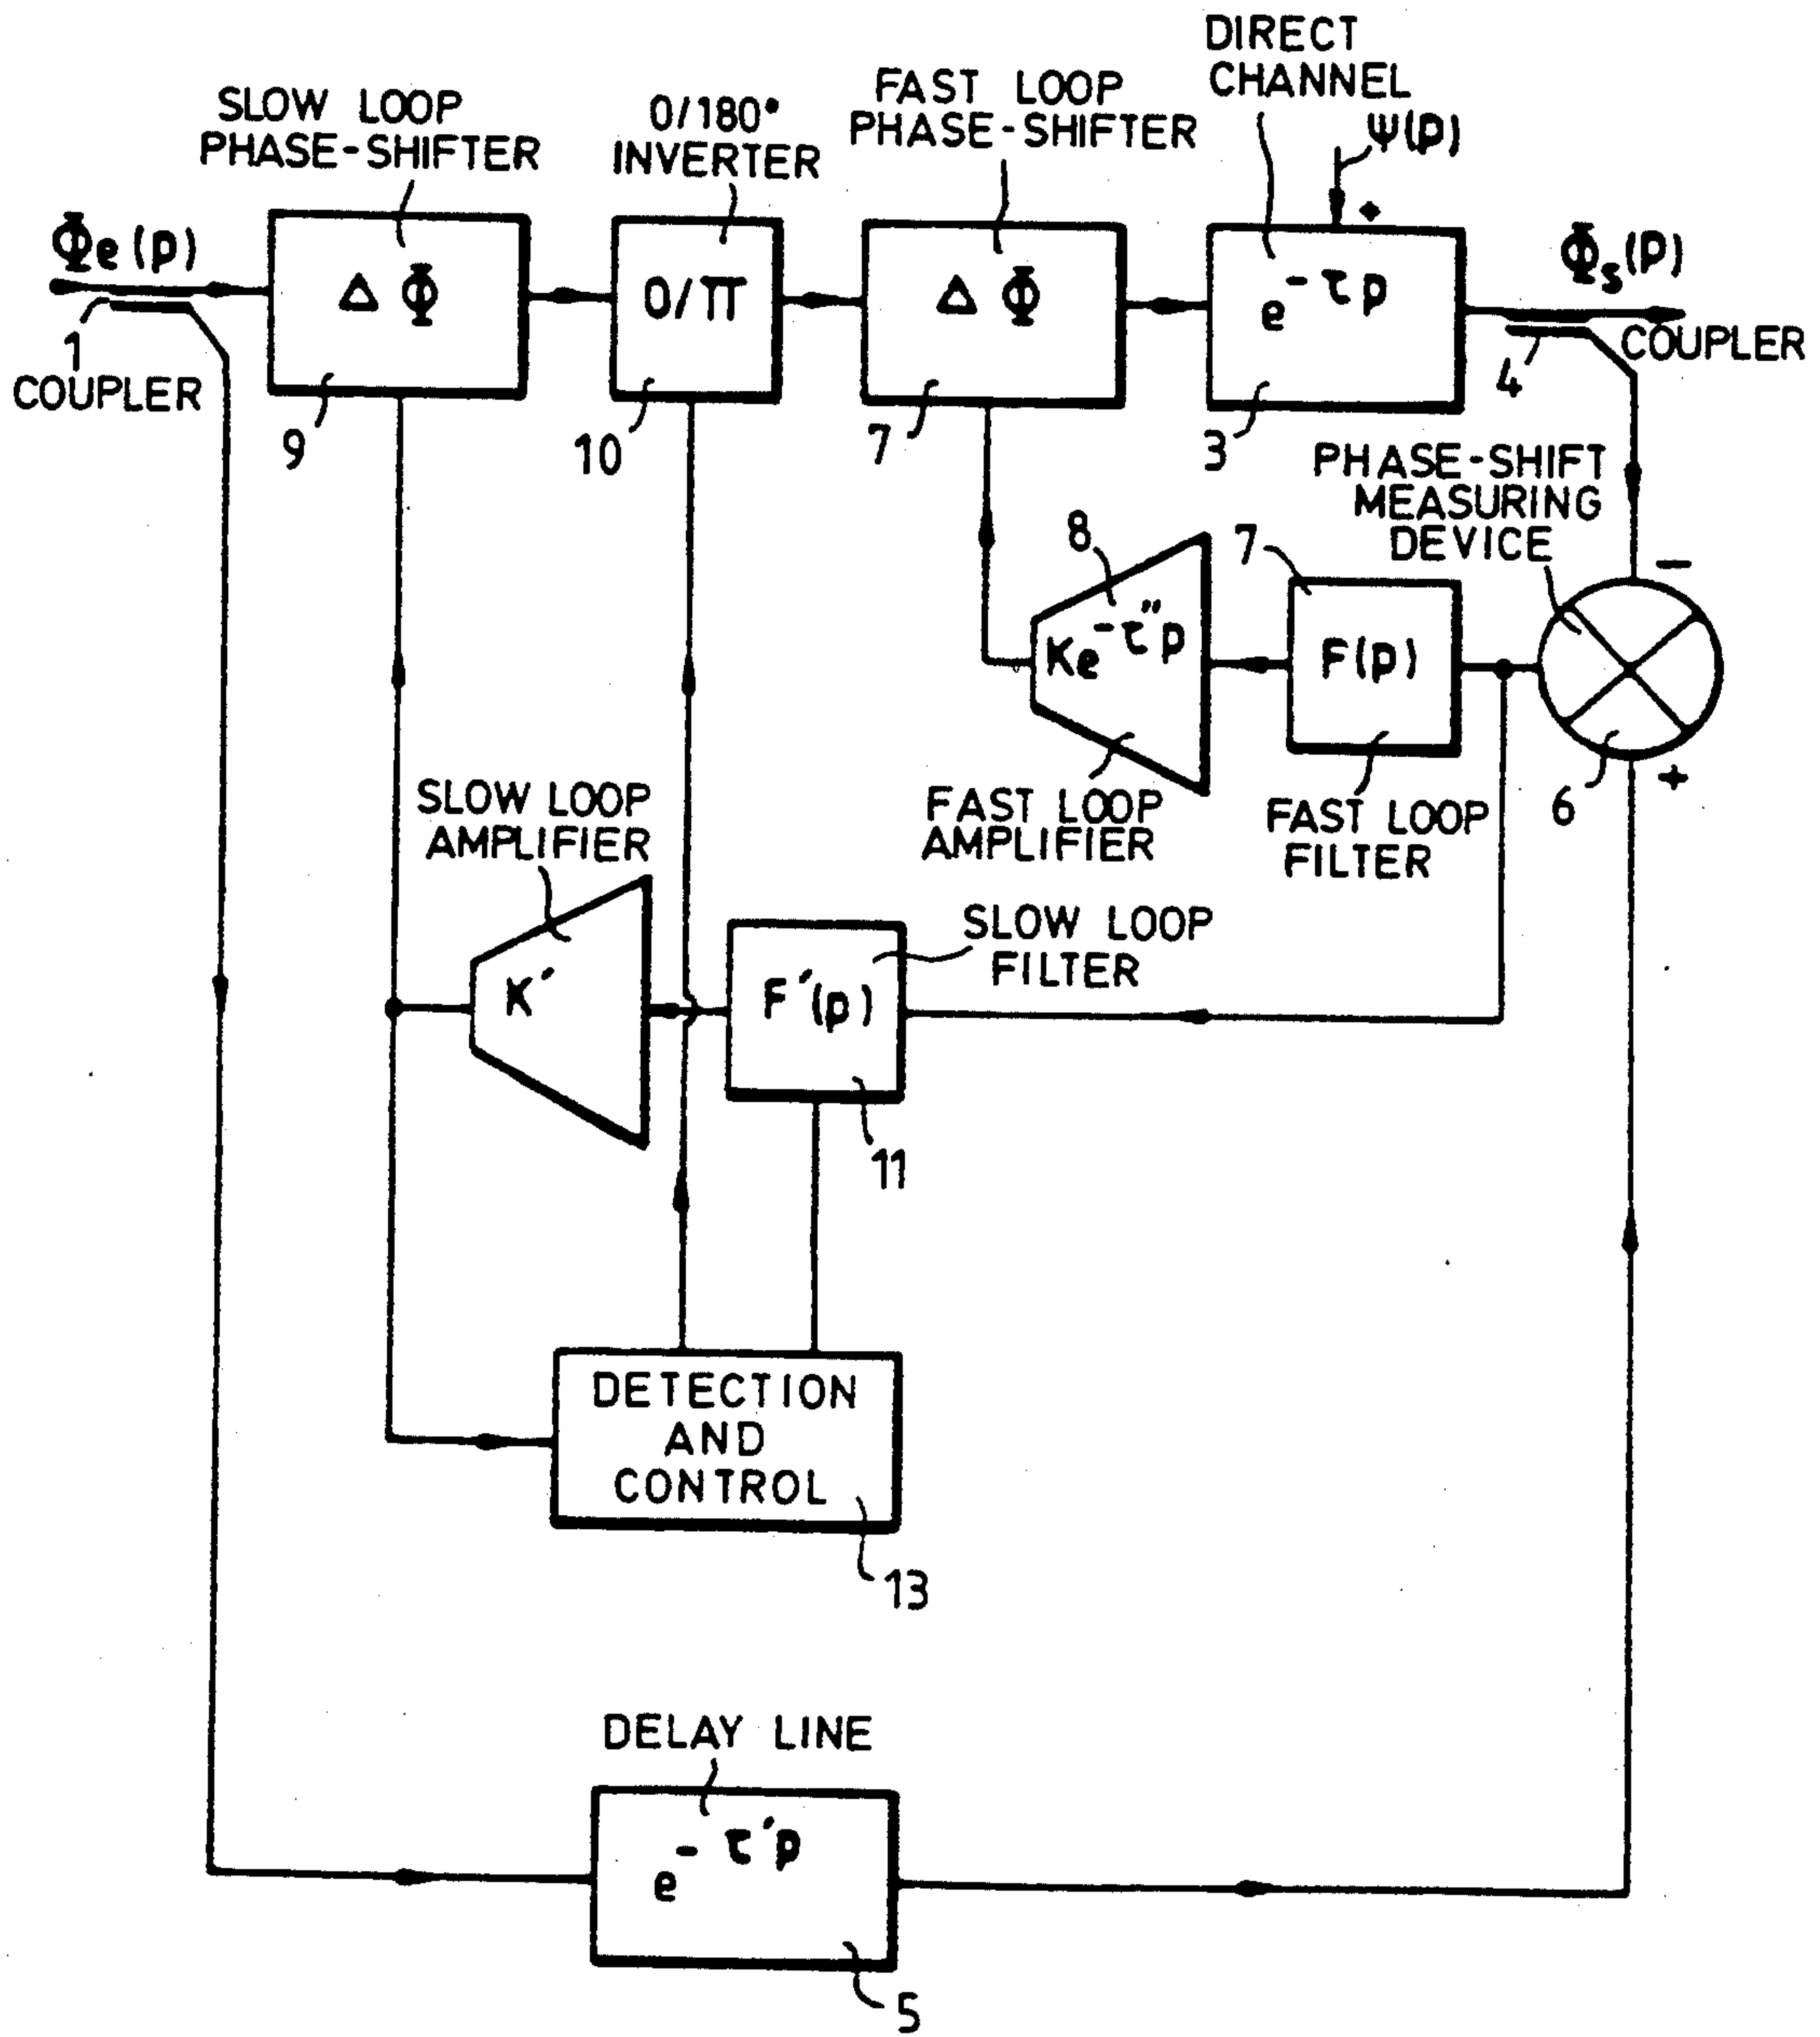 DIRECT
CHANNEL
SLOW LOOP
PHASE-SHIFTER
0/180°
INVERTER
FAST LOOP
PHASE-SHIFTER
Ψ(p)
+
Φe(p)
ΔΦ
0/π
ΔΦ
e^-τp
Φs(p)
1
COUPLER
9
10
7
3
4
COUPLER
PHASE-SHIFT
MEASURING
DEVICE
8
7
−
Ke^-τ"p
F(p)
+
6
SLOW LOOP
AMPLIFIER
FAST LOOP
AMPLIFIER
FAST LOOP
FILTER
SLOW LOOP
FILTER
K'
F'(p)
11
DETECTION
AND
CONTROL
13
DELAY LINE
e^-τ'p
5